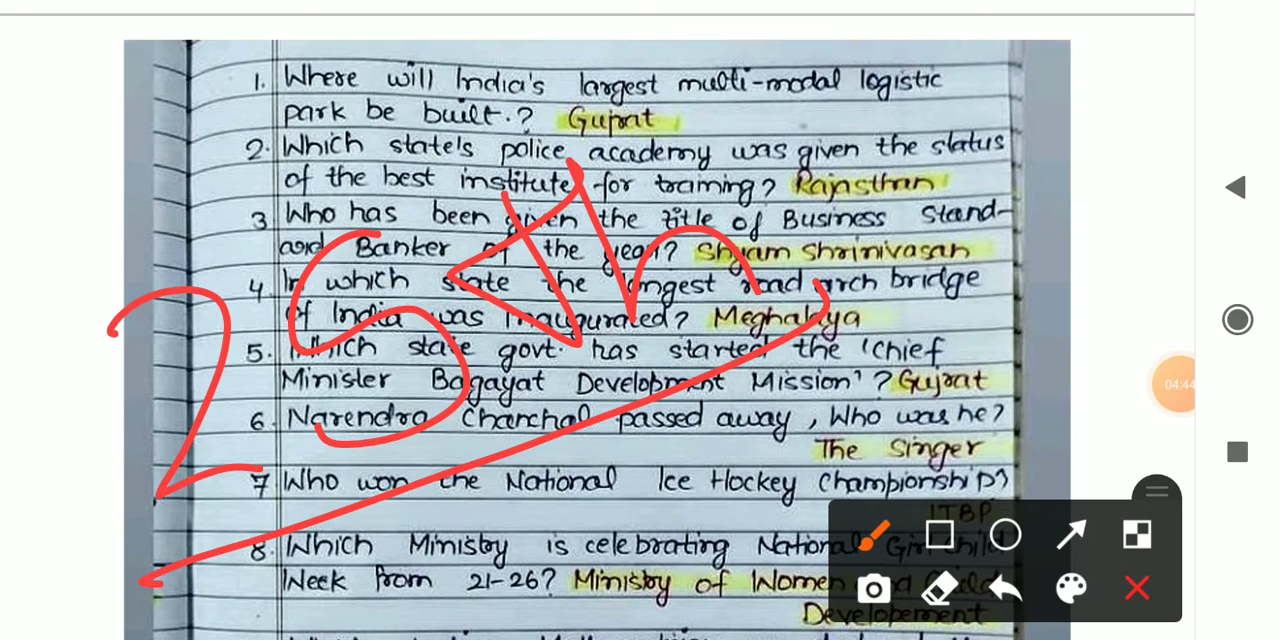 1. Where will India's largest multi-modal logistic
park be built.? Gujrat
2. Which state's police academy was given the status
of the best institute for training? Rajasthan
3 Who has been given the title of Business Stand-
ard Banker of the year? Shyam Shrinivasan
4. In which state the longest road arch bridge
of India was Inaugurated? Meghalaya
5. Which state govt. has started the 'Chief
Minister Bagayat Development Mission'? Gujrat
6. Narendra Chanchal passed away, Who was he?
The Singer
7 Who won the National Ice Hockey Championship?
ITBP
8. Which Ministry is celebrating National Girl Child
Week from 21-26? Ministry of Women and Child
Developement
25
04:44